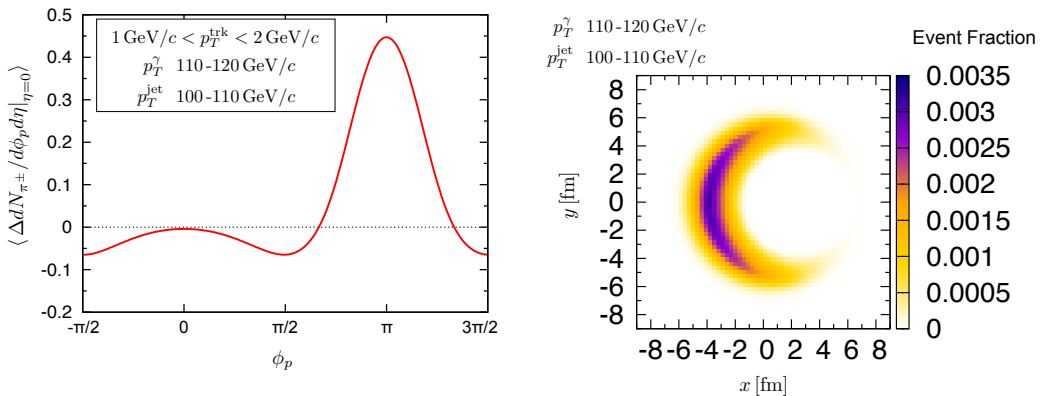 0.5
0.4
0.3
0.2
0.1
0
-0.1
-0.2
⟨ΔdN_{π^±}/dϕ_p dη|_{η=0}⟩
1 GeV/c < p_T^{trk} < 2 GeV/c
p_T^γ 110-120 GeV/c
p_T^{jet} 100-110 GeV/c
-π/2 0 π/2 π 3π/2
ϕ_p
p_T^γ 110-120 GeV/c
p_T^{jet} 100-110 GeV/c
Event Fraction
8
6
4
2
0
-2
-4
-6
-8
y [fm]
-8 -6 -4 -2 0 2 4 6 8
x [fm]
0.0035
0.003
0.0025
0.002
0.0015
0.001
0.0005
0